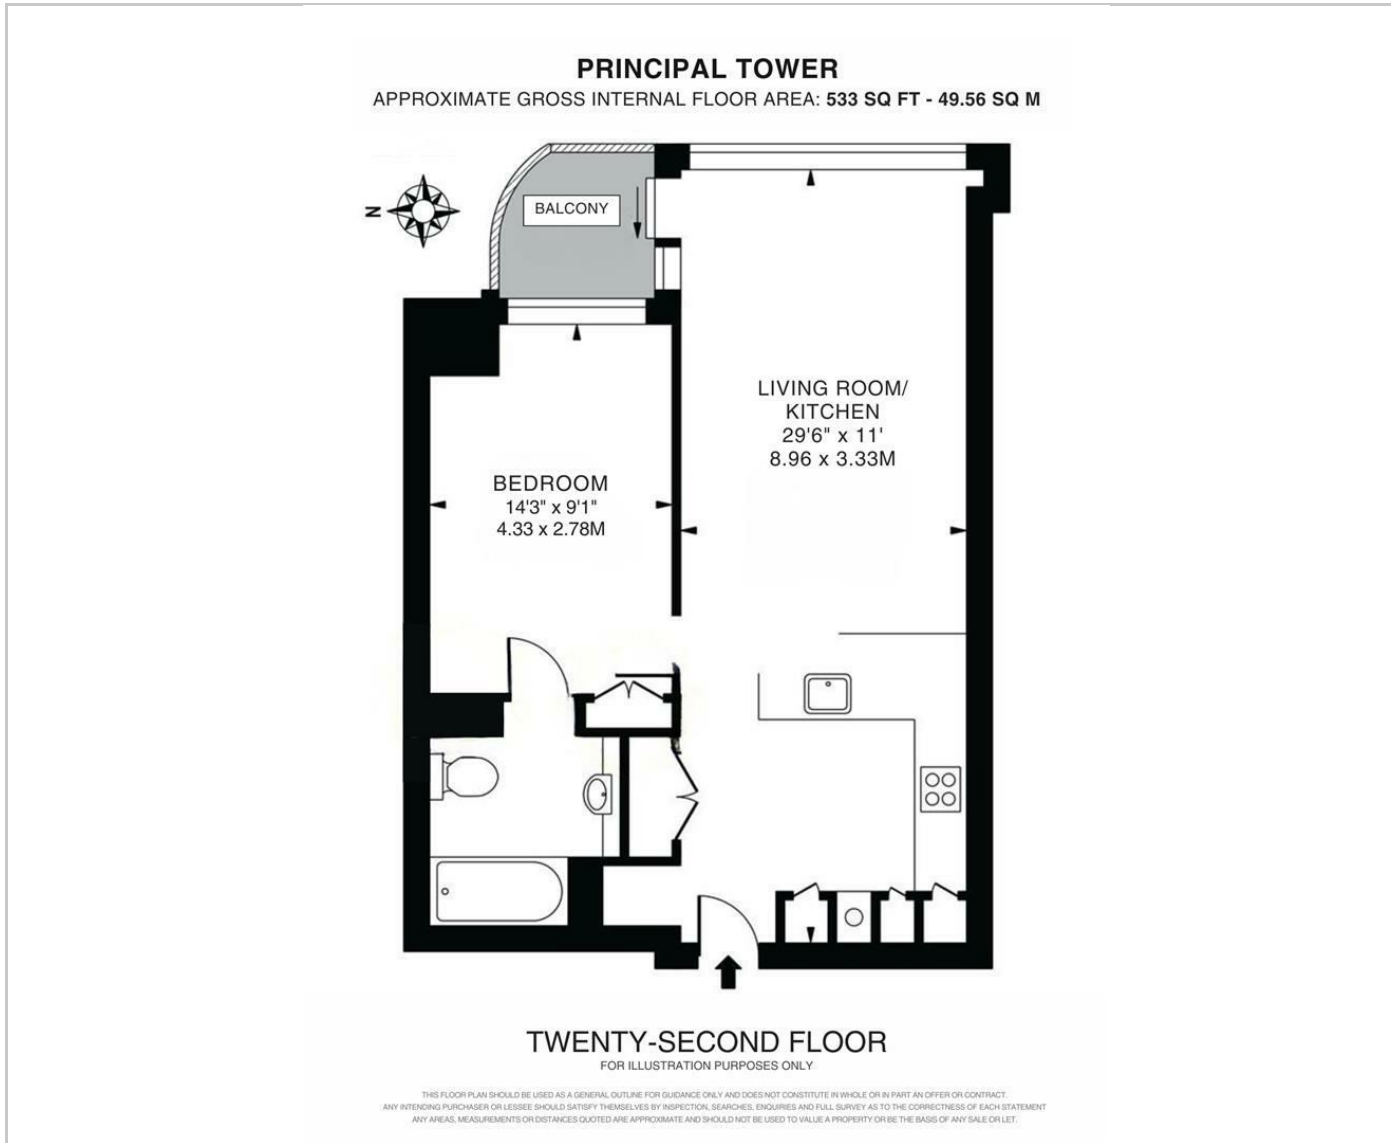 PRINCIPAL TOWER
APPROXIMATE GROSS INTERNAL FLOOR AREA: 533 SQ FT - 49.56 SQ M
N
BALCONY
LIVING ROOM/
KITCHEN
29'6" x 11'
8.96 x 3.33M
BEDROOM
14'3" x 9'1"
4.33 x 2.78M
TWENTY-SECOND FLOOR
FOR ILLUSTRATION PURPOSES ONLY
THIS FLOOR PLAN SHOULD BE USED AS A GENERAL OUTLINE FOR GUIDANCE ONLY AND DOES NOT CONSTITUTE IN WHOLE OR IN PART AN OFFER OR CONTRACT.
ANY INTENDING PURCHASER OR LESSEE SHOULD SATISFY THEMSELVES BY INSPECTION, SEARCHES, ENQUIRIES AND FULL SURVEY AS TO THE CORRECTNESS OF EACH STATEMENT
ANY AREAS, MEASUREMENTS OR DISTANCES QUOTED ARE APPROXIMATE AND SHOULD NOT BE USED TO VALUE A PROPERTY OR BE THE BASIS OF ANY SALE OR LET.